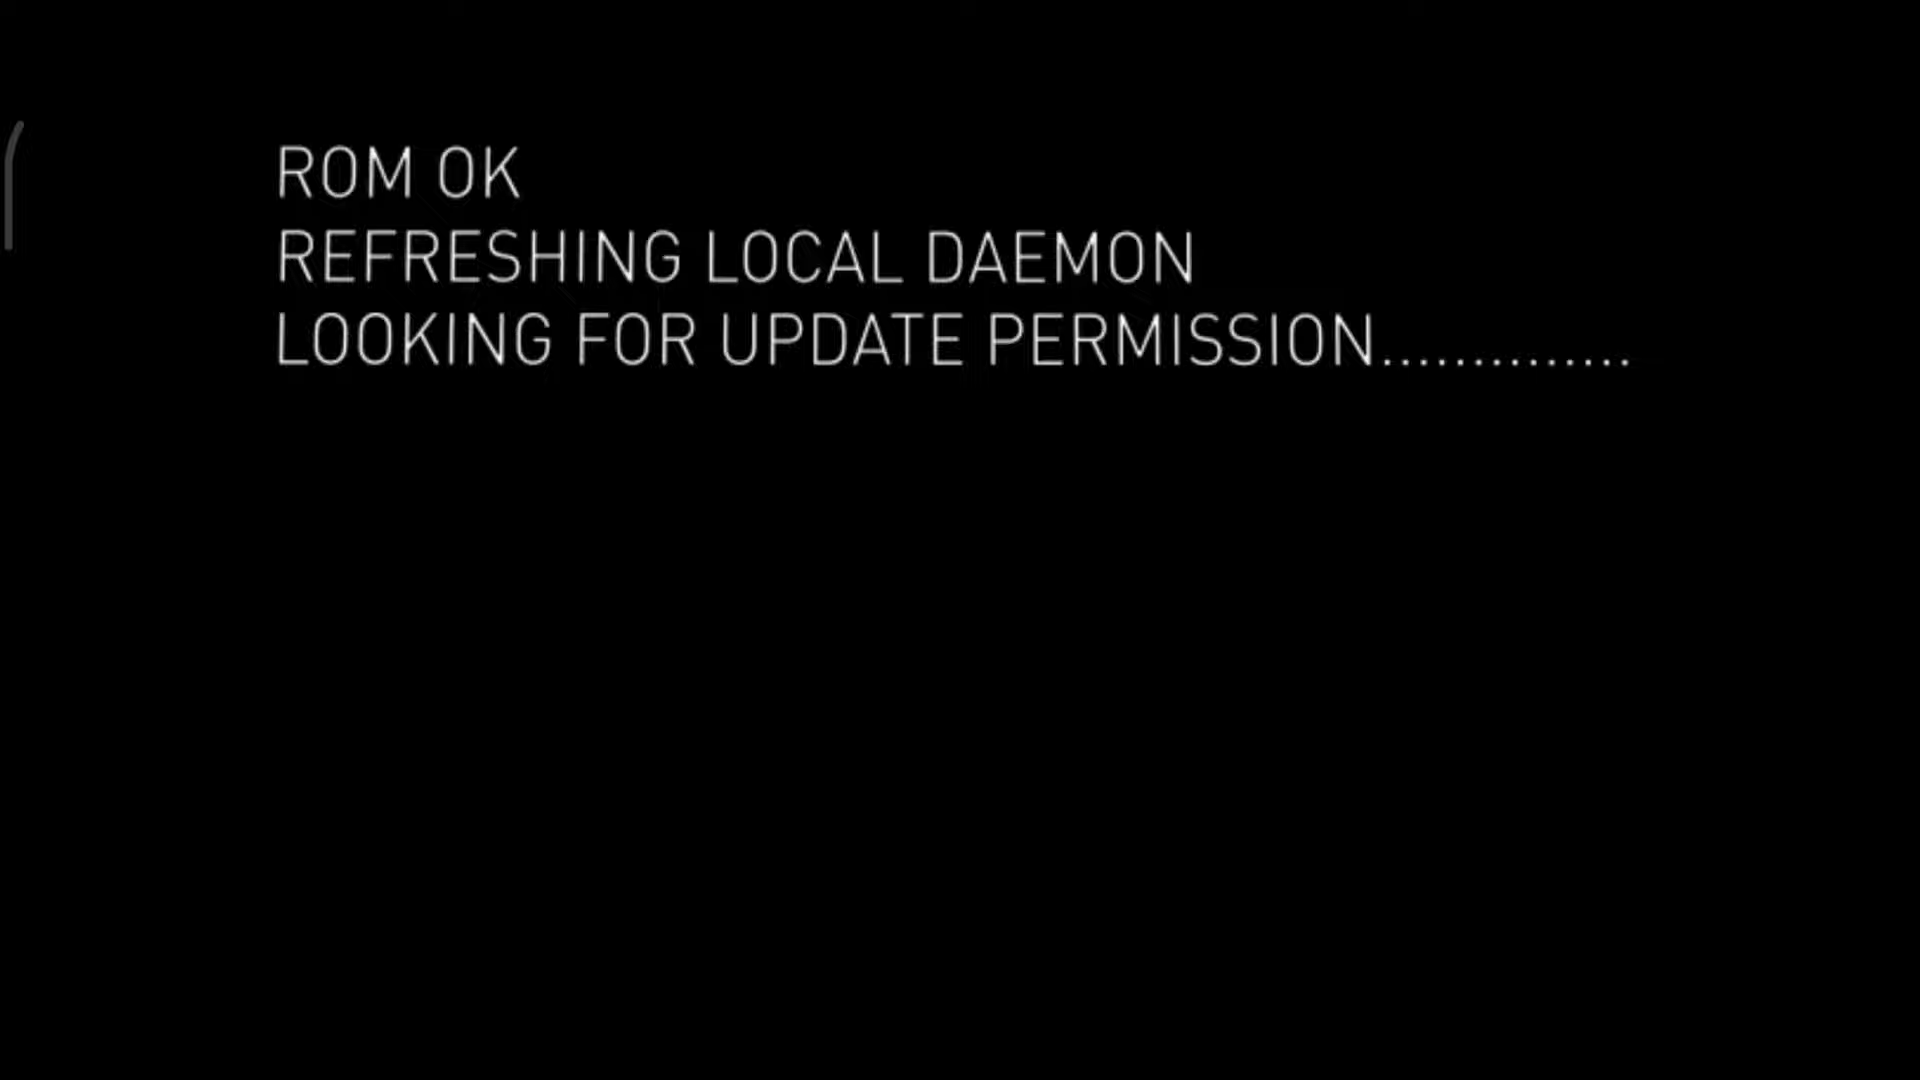 ROM OK
REFRESHING LOCAL DAEMON
LOOKING FOR UPDATE PERMISSION..............